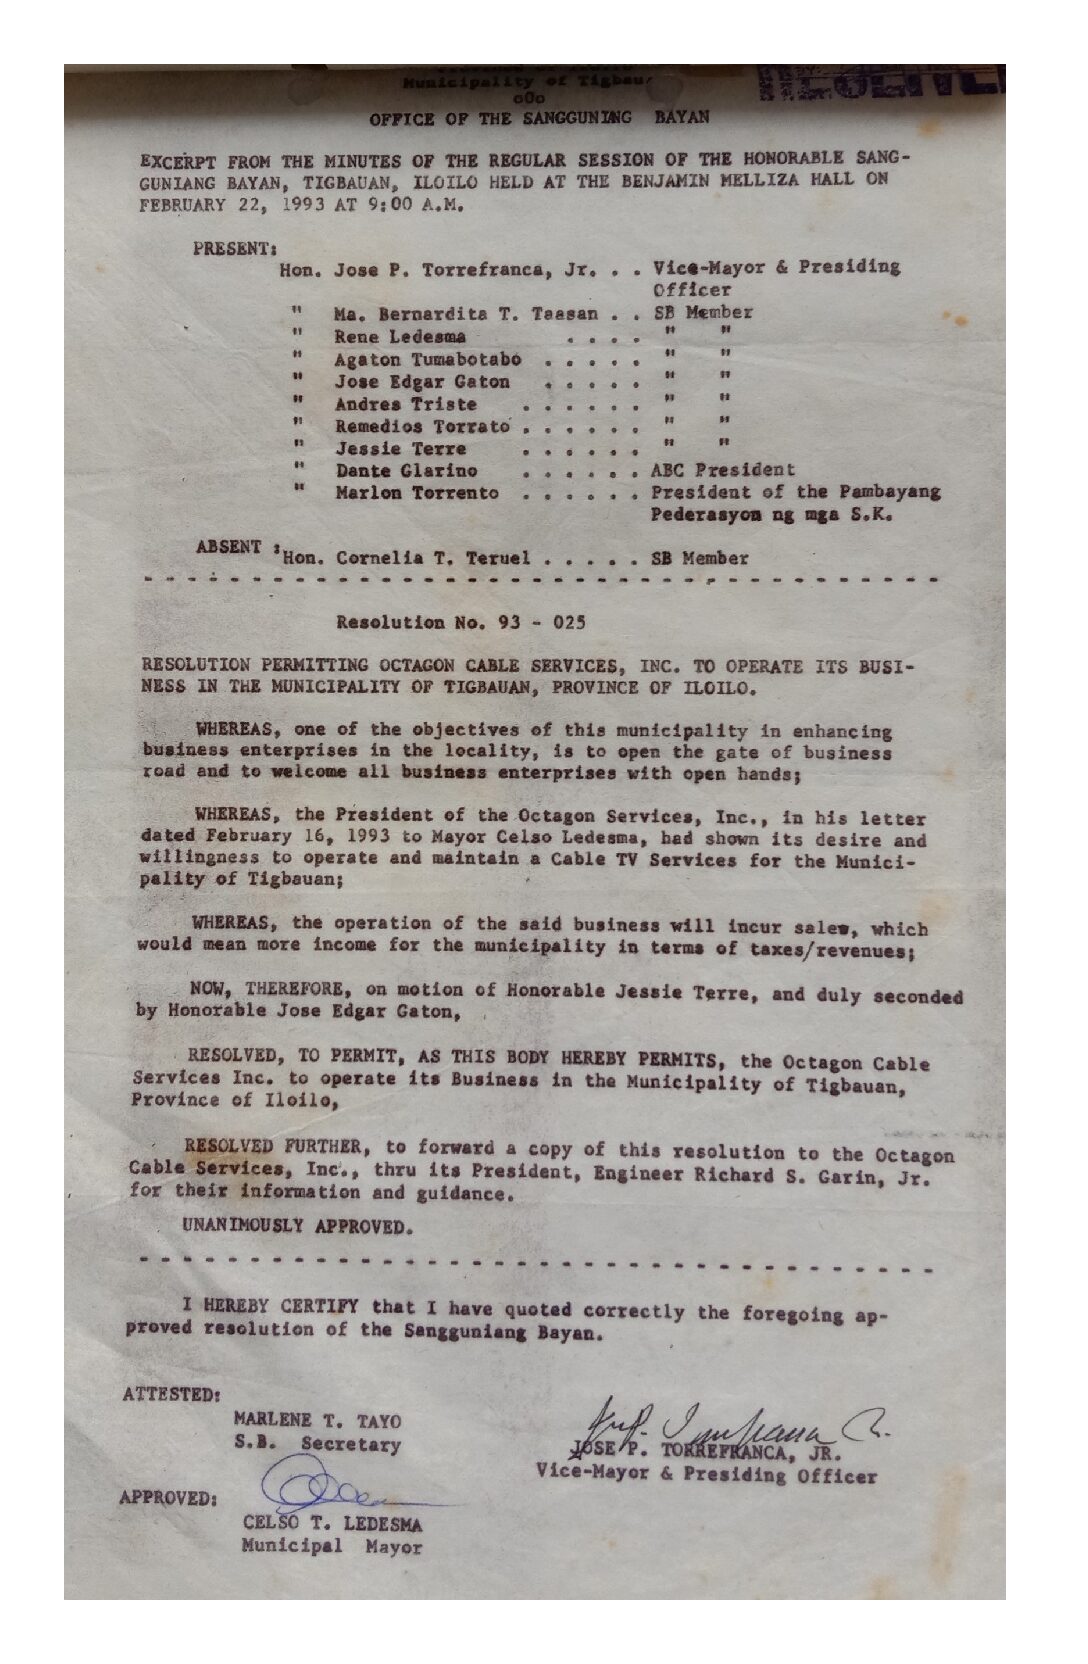 Municipality of Tigbau
oOo
OFFICE OF THE SANGGUNING BAYAN
EXCERPT FROM THE MINUTES OF THE REGULAR SESSION OF THE HONORABLE SANG-
GUNIANG BAYAN, TIGBAUAN, ILOILO HELD AT THE BENJAMIN MELLIZA HALL ON
FEBRUARY 22, 1993 AT 9:00 A.M.
PRESENT:
Hon. Jose P. Torrefranca, Jr. . . Vice-Mayor & Presiding
Officer
" Ma. Bernardita T. Taasan . . SB Member
" Rene Ledesma . . . . " "
" Agaton Tumabotabo . . . . . " "
" Jose Edgar Gaton . . . . . " "
" Andres Triste . . . . . . " "
" Remedios Torrato . . . . . . " "
" Jessie Terre . . . . . . " "
" Dante Glarino . . . . . . ABC President
" Marlon Torrento . . . . . . President of the Pambayang
Pederasyon ng mga S.K.
ABSENT :
Hon. Cornelia T. Teruel . . . . . SB Member
- - - - - - - - - - - - - - - - - - - - - - - - - - - - - - - - - - - -
Resolution No. 93 - 025
RESOLUTION PERMITTING OCTAGON CABLE SERVICES, INC. TO OPERATE ITS BUSI-
NESS IN THE MUNICIPALITY OF TIGBAUAN, PROVINCE OF ILOILO.
WHEREAS, one of the objectives of this municipality in enhancing
business enterprises in the locality, is to open the gate of business
road and to welcome all business enterprises with open hands;
WHEREAS, the President of the Octagon Services, Inc., in his letter
dated February 16, 1993 to Mayor Celso Ledesma, had shown its desire and
willingness to operate and maintain a Cable TV Services for the Munici-
pality of Tigbauan;
WHEREAS, the operation of the said business will incur sales, which
would mean more income for the municipality in terms of taxes/revenues;
NOW, THEREFORE, on motion of Honorable Jessie Terre, and duly seconded
by Honorable Jose Edgar Gaton,
RESOLVED, TO PERMIT, AS THIS BODY HEREBY PERMITS, the Octagon Cable
Services Inc. to operate its Business in the Municipality of Tigbauan,
Province of Iloilo,
RESOLVED FURTHER, to forward a copy of this resolution to the Octagon
Cable Services, Inc., thru its President, Engineer Richard S. Garin, Jr.
for their information and guidance.
UNANIMOUSLY APPROVED.
- - - - - - - - - - - - - - - - - - - - - - - - - - - - - - - - - - - -
I HEREBY CERTIFY that I have quoted correctly the foregoing ap-
proved resolution of the Sangguniang Bayan.
ATTESTED:
MARLENE T. TAYO
S.B. Secretary
JOSE P. TORREFRANCA, JR.
Vice-Mayor & Presiding Officer
APPROVED:
CELSO T. LEDESMA
Municipal Mayor